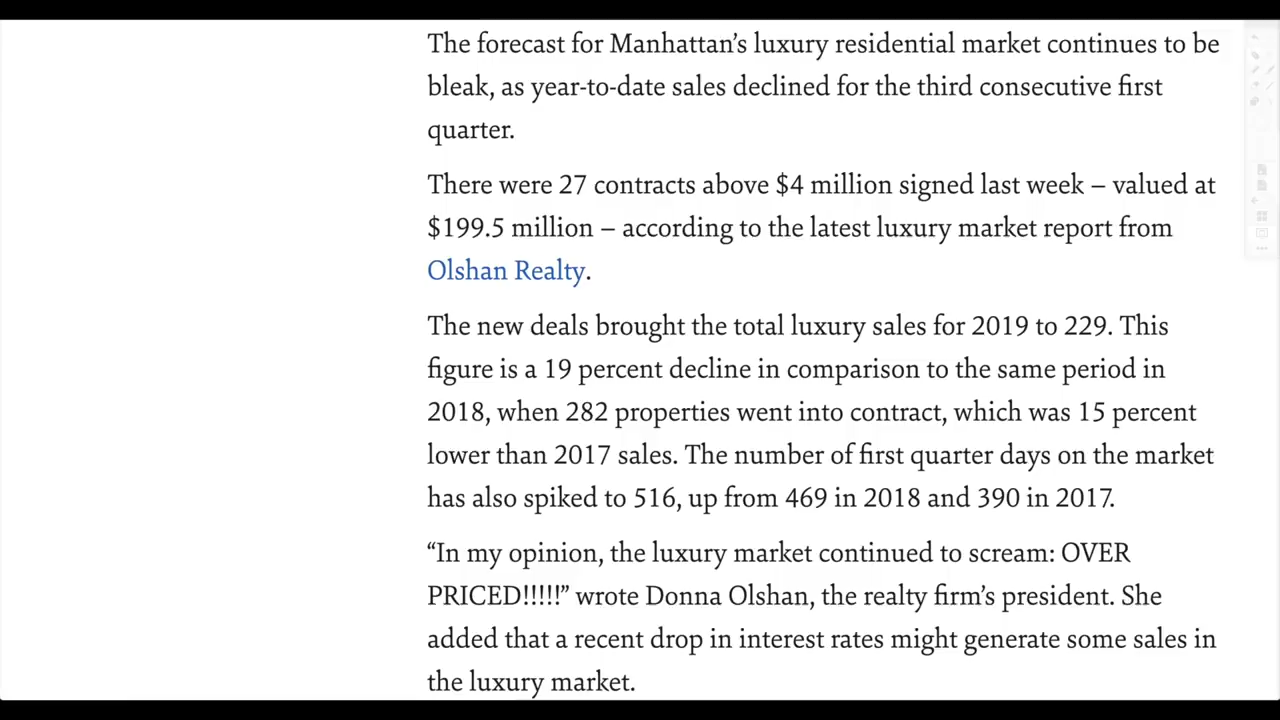 The forecast for Manhattan’s luxury residential market continues to be
bleak, as year-to-date sales declined for the third consecutive first
quarter.
There were 27 contracts above $4 million signed last week – valued at
$199.5 million – according to the latest luxury market report from
Olshan Realty.
The new deals brought the total luxury sales for 2019 to 229. This
figure is a 19 percent decline in comparison to the same period in
2018, when 282 properties went into contract, which was 15 percent
lower than 2017 sales. The number of first quarter days on the market
has also spiked to 516, up from 469 in 2018 and 390 in 2017.
“In my opinion, the luxury market continued to scream: OVER
PRICED!!!!!” wrote Donna Olshan, the realty firm’s president. She
added that a recent drop in interest rates might generate some sales in
the luxury market.